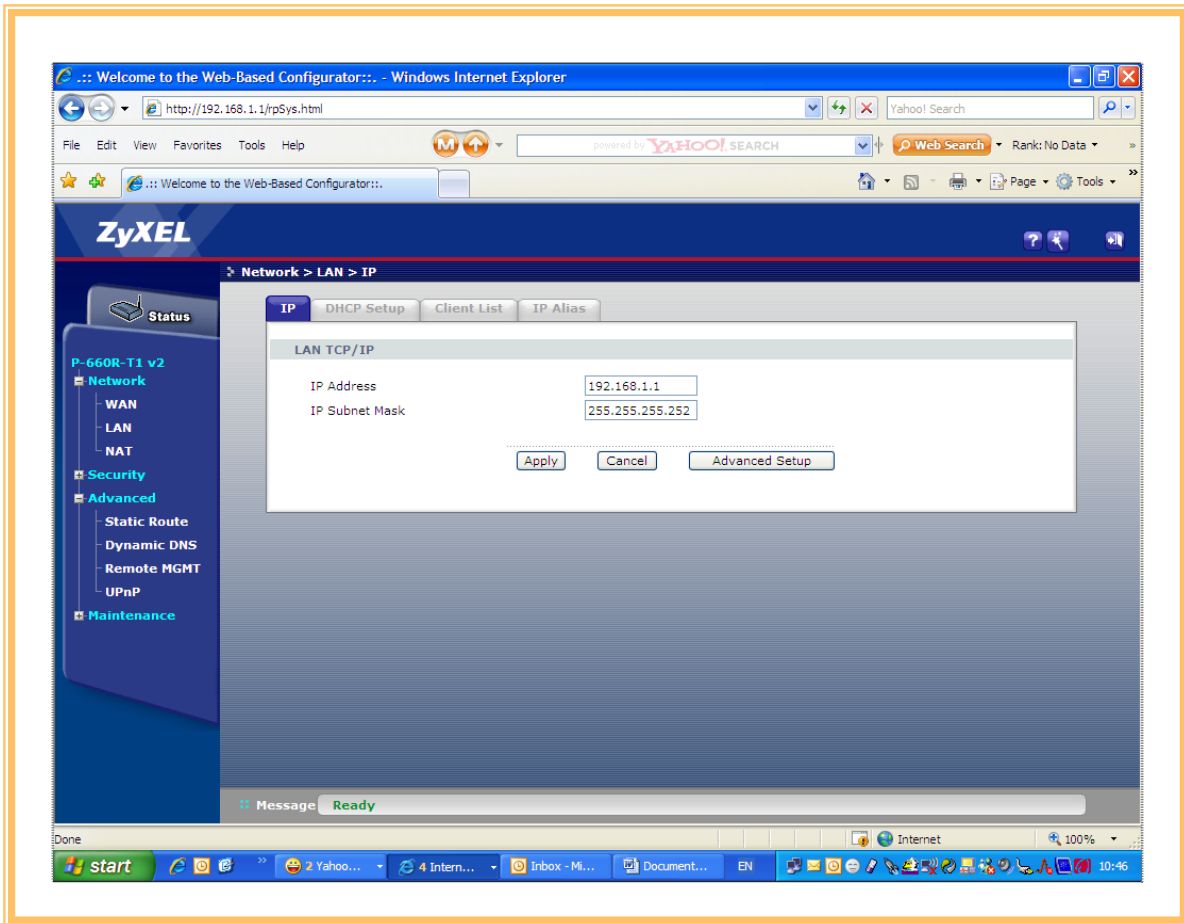 .:: Welcome to the Web-Based Configurator::. - Windows Internet Explorer
http://192.168.1.1/rpSys.html
Yahoo! Search
File Edit View Favorites Tools Help
M
powered by YAHOO! SEARCH
Web Search
Rank: No Data
»
.:: Welcome to the Web-Based Configurator::.
Page
Tools
»
ZyXEL
?
Network > LAN > IP
Status
IP
DHCP Setup
Client List
IP Alias
LAN TCP/IP
IP Address 192.168.1.1
IP Subnet Mask 255.255.255.252
Apply Cancel Advanced Setup
P-660R-T1 v2
Network
WAN
LAN
NAT
Security
Advanced
Static Route
Dynamic DNS
Remote MGMT
UPnP
Maintenance
Message Ready
Done
Internet
100%
start
»
2 Yahoo...
4 Intern...
Inbox - Mi...
Document...
EN
10:46